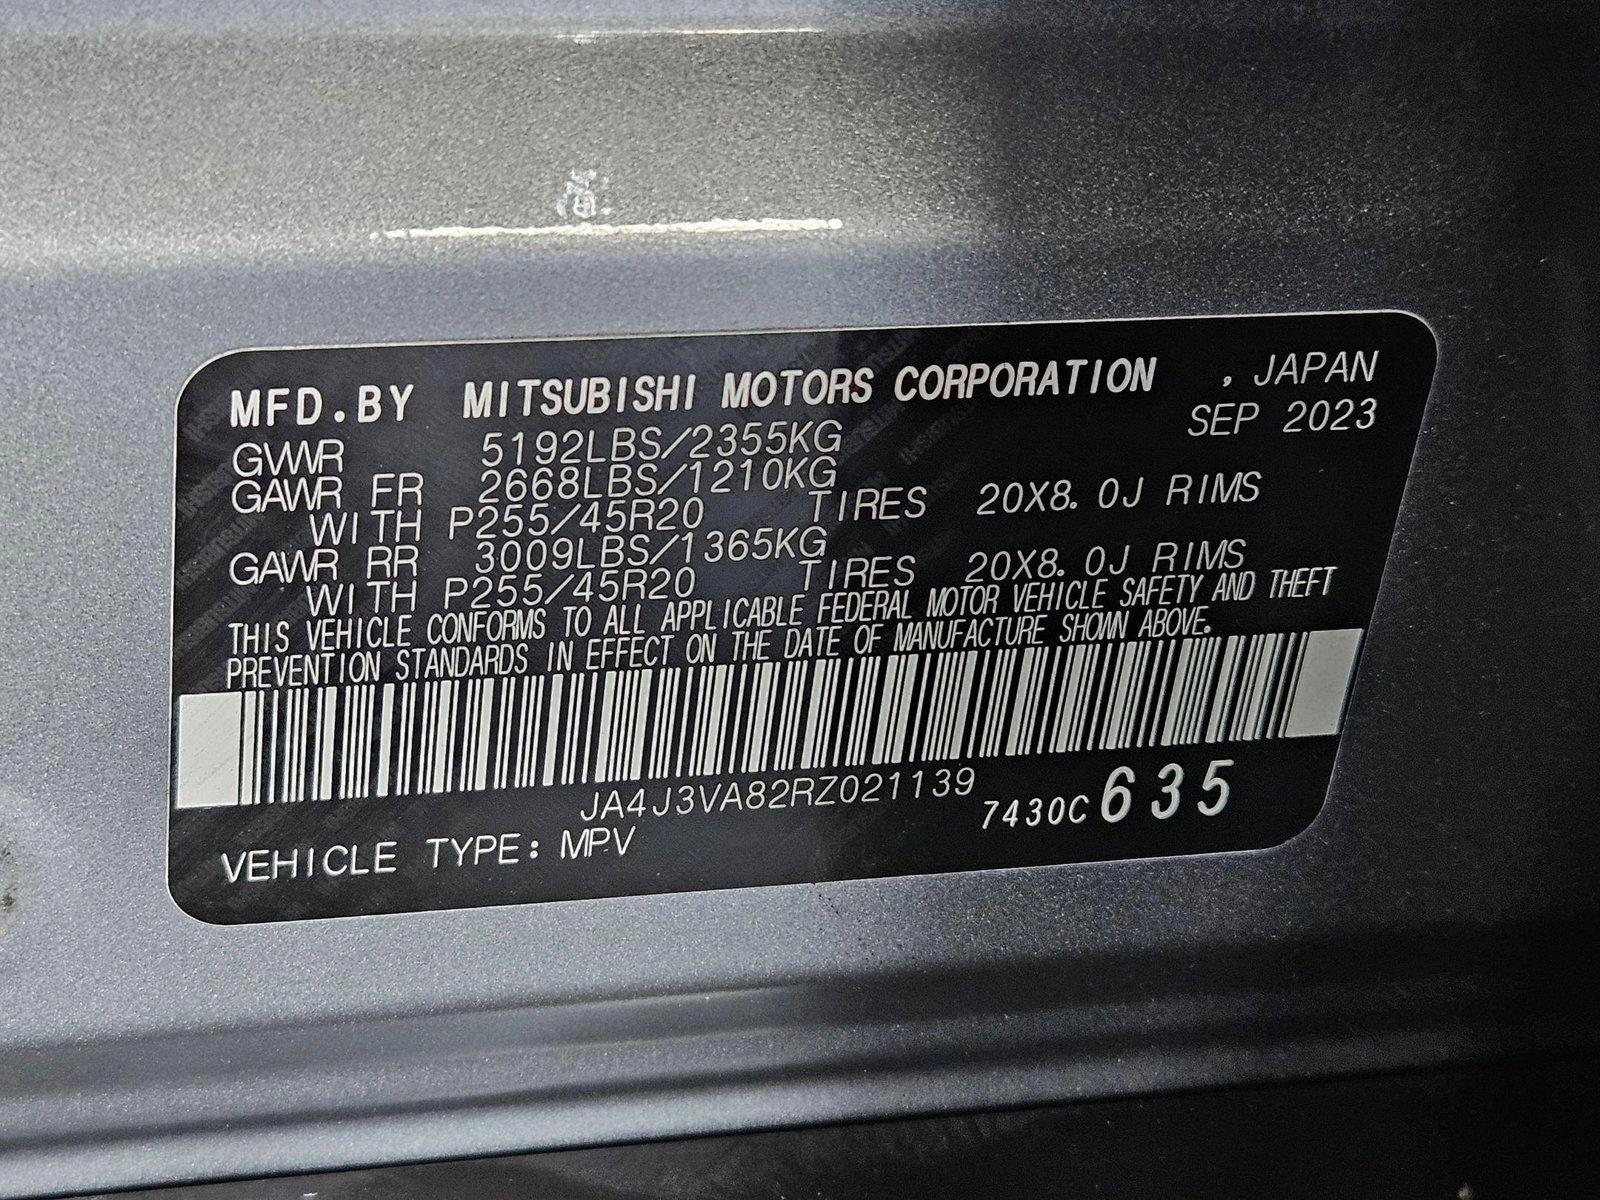 MFD.BY MITSUBISHI MOTORS CORPORATION , JAPAN
SEP 2023
GVWR 5192LBS/2355KG
GAWR FR 2668LBS/1210KG
WITH P255/45R20 TIRES 20X8.0J RIMS
GAWR RR 3009LBS/1365KG
WITH P255/45R20 TIRES 20X8.0J RIMS
THIS VEHICLE CONFORMS TO ALL APPLICABLE FEDERAL MOTOR VEHICLE SAFETY AND THEFT
PREVENTION STANDARDS IN EFFECT ON THE DATE OF MANUFACTURE SHOWN ABOVE.
JA4J3VA82RZ021139
7430C 635
VEHICLE TYPE: MPV